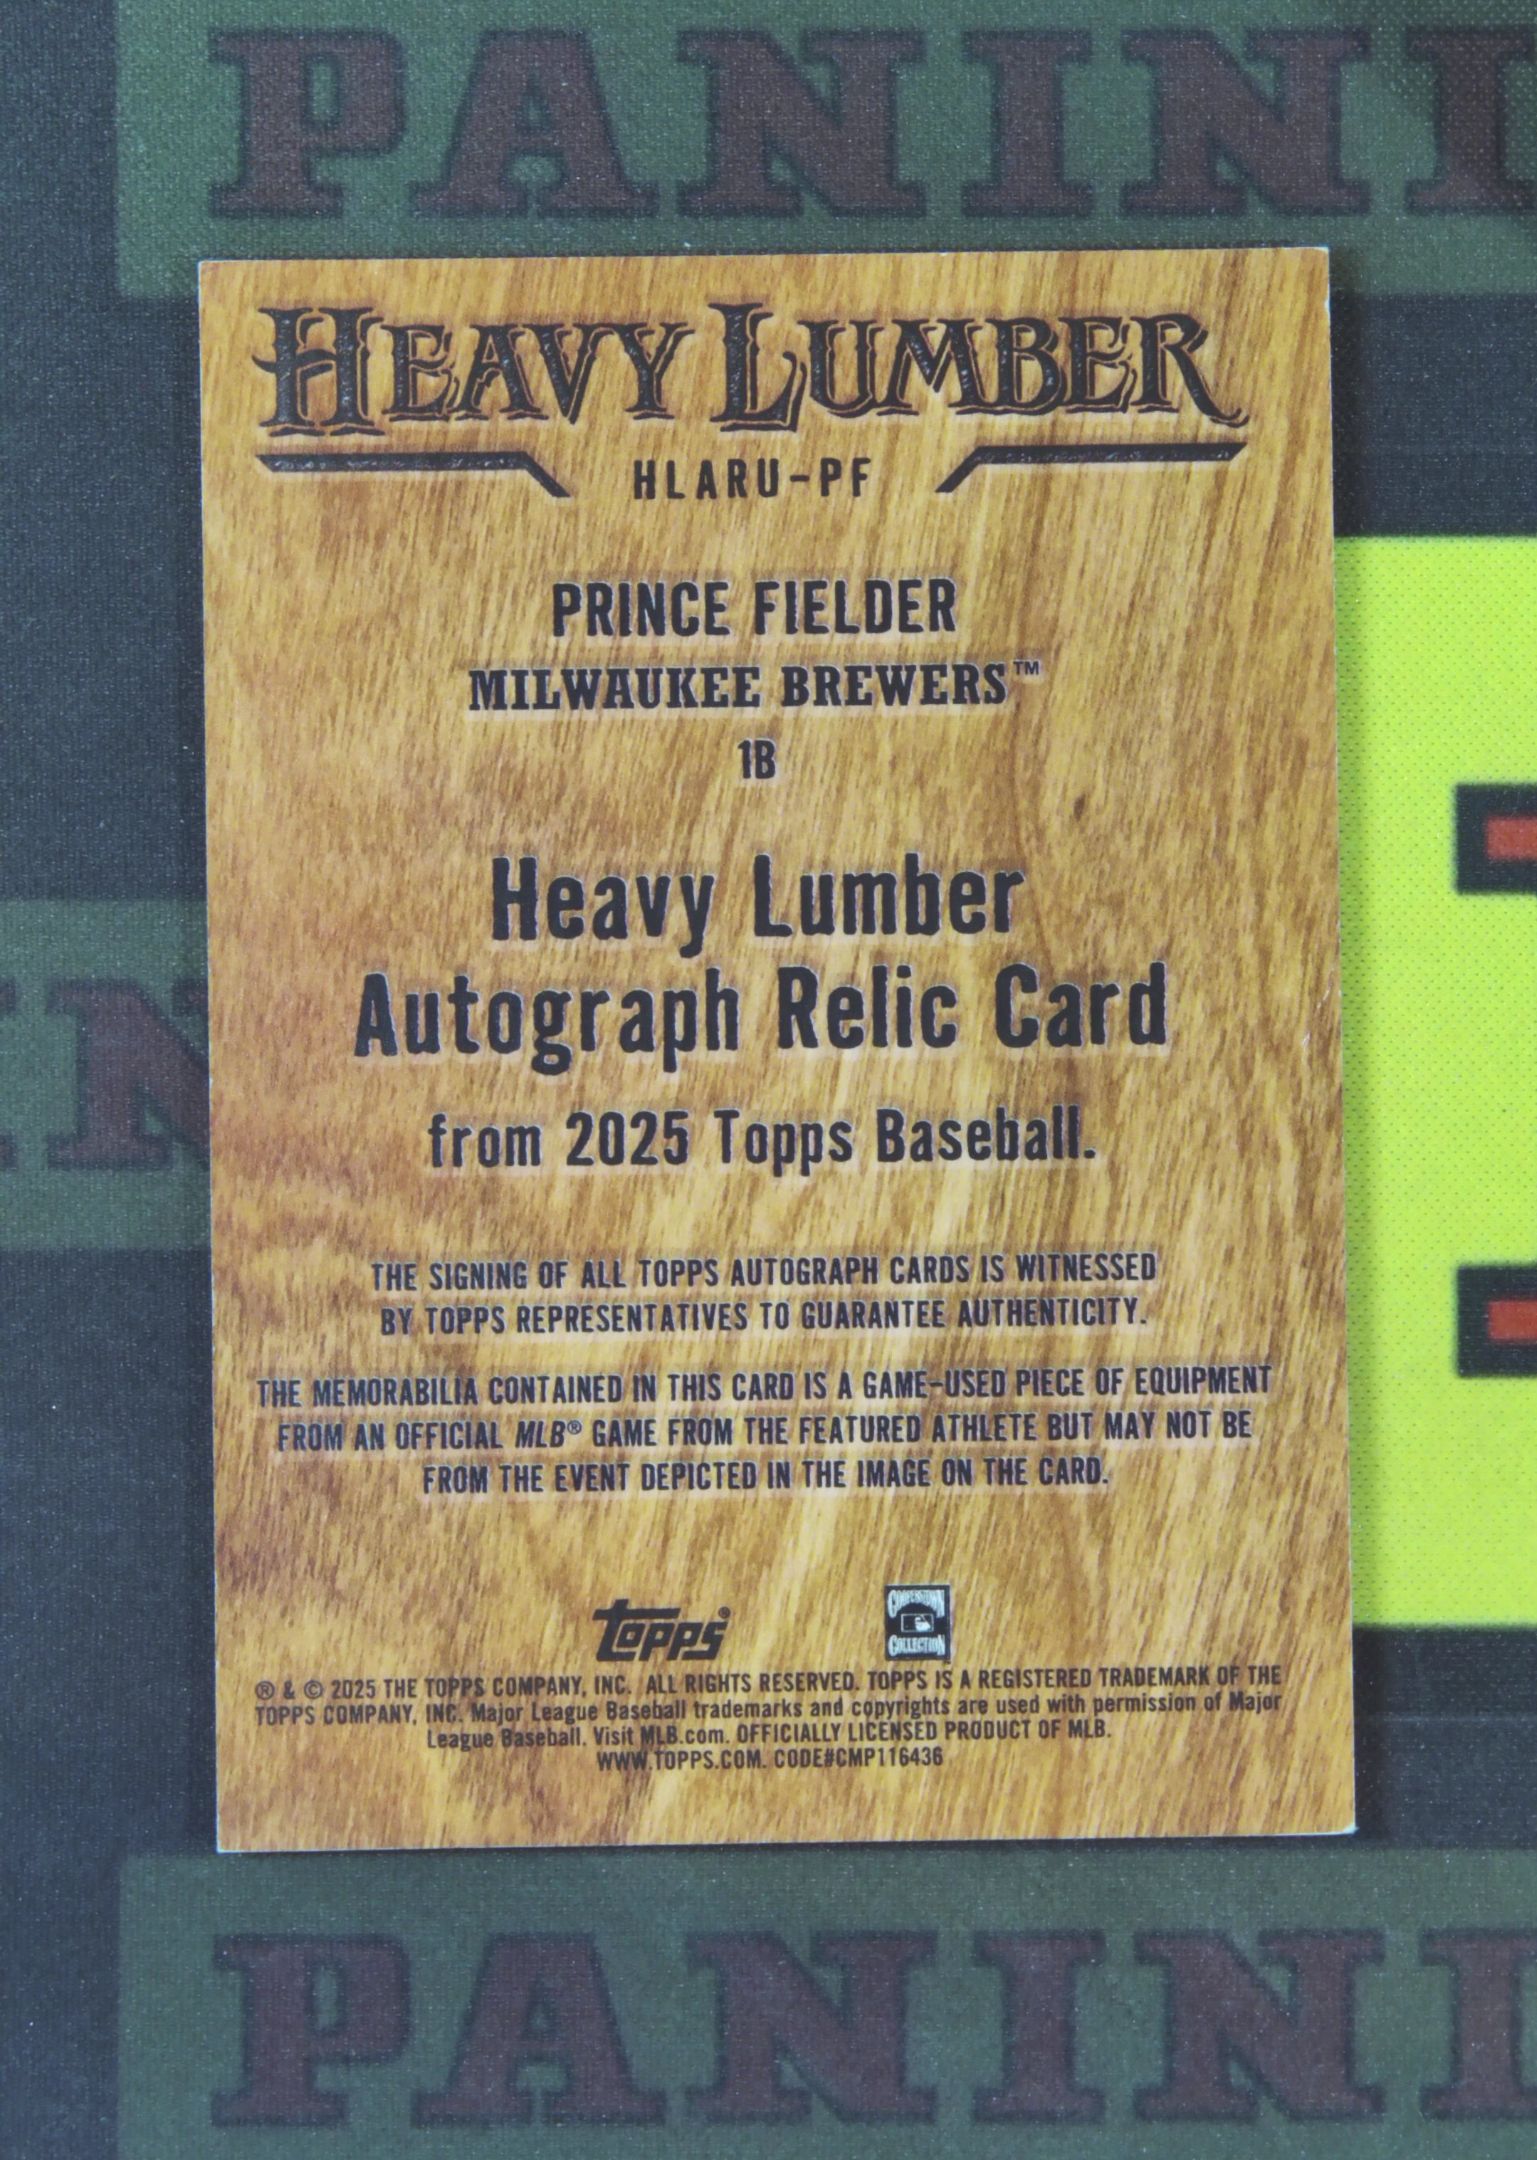 PANINI
HEAVY LUMBER
HLARU-PF
PRINCE FIELDER
MILWAUKEE BREWERS™
1B
Heavy Lumber
Autograph Relic Card
from 2025 Topps Baseball.
THE SIGNING OF ALL TOPPS AUTOGRAPH CARDS IS WITNESSED
BY TOPPS REPRESENTATIVES TO GUARANTEE AUTHENTICITY.
THE MEMORABILIA CONTAINED IN THIS CARD IS A GAME-USED PIECE OF EQUIPMENT
FROM AN OFFICIAL MLB® GAME FROM THE FEATURED ATHLETE BUT MAY NOT BE
FROM THE EVENT DEPICTED IN THE IMAGE ON THE CARD.
topps®
COOPERSTOWN
COLLECTION
® & © 2025 THE TOPPS COMPANY, INC. ALL RIGHTS RESERVED. TOPPS IS A REGISTERED TRADEMARK OF THE
TOPPS COMPANY, INC. Major League Baseball trademarks and copyrights are used with permission of Major
League Baseball. Visit MLB.com. OFFICIALLY LICENSED PRODUCT OF MLB.
WWW.TOPPS.COM. CODE#CMP116436
IN
PANINI